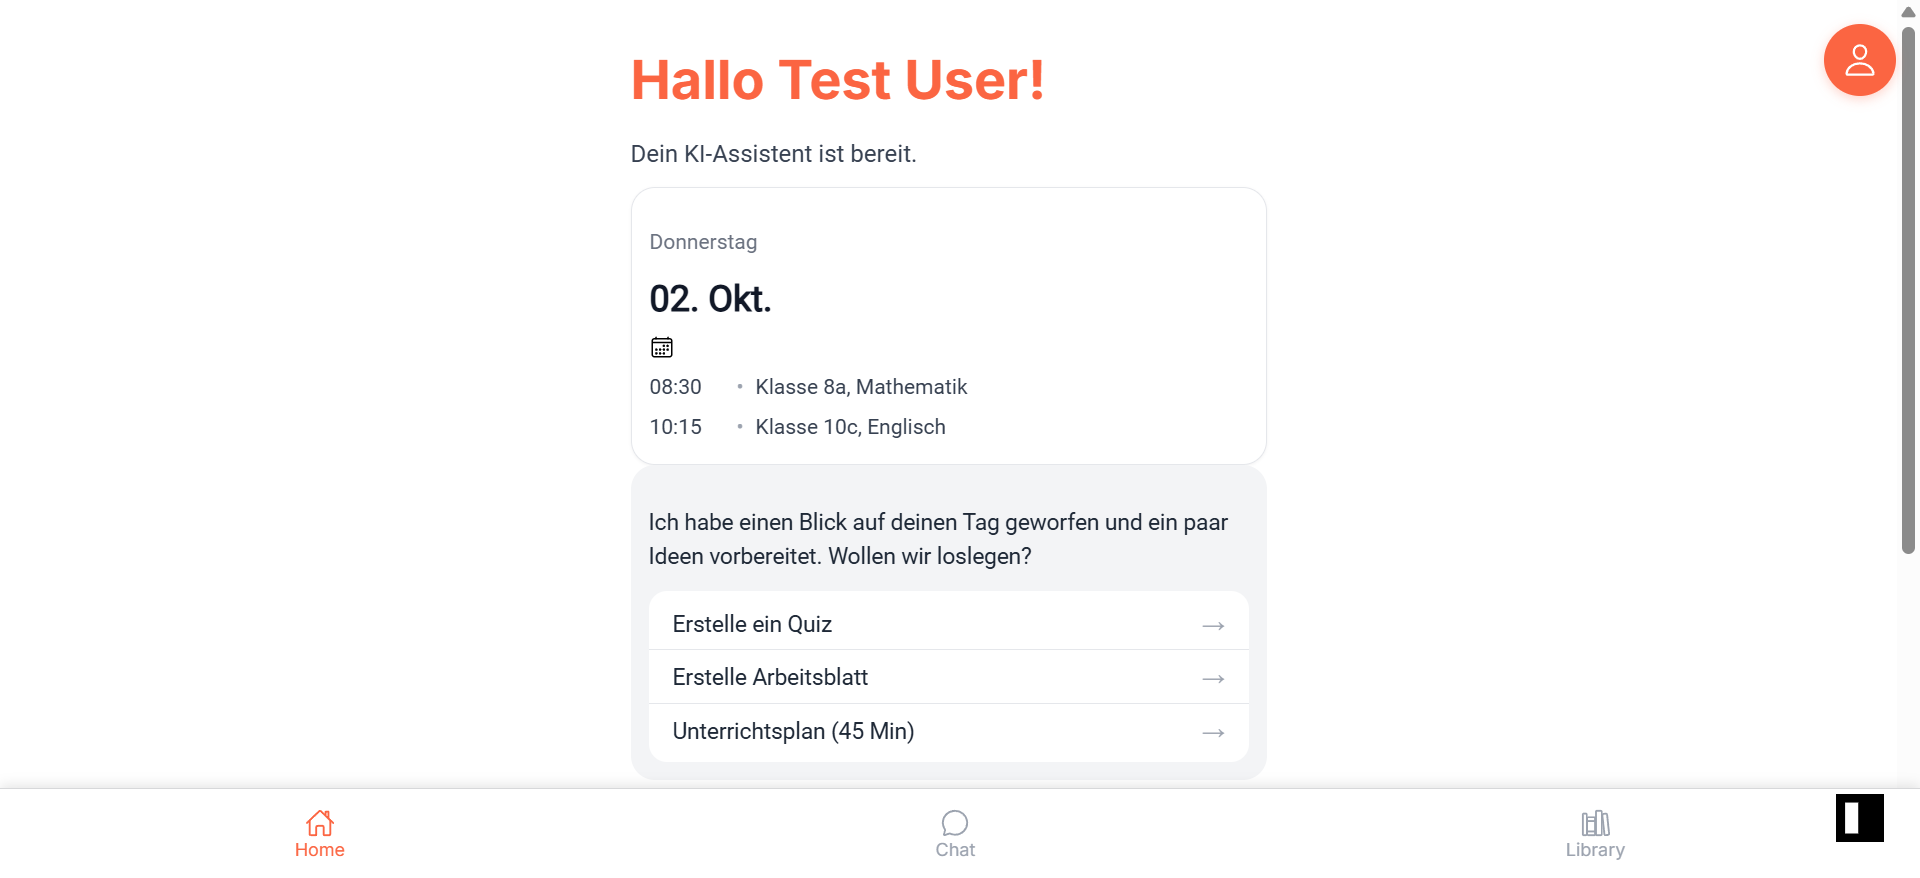 Hallo Test User!
Dein KI-Assistent ist bereit.
Donnerstag
02. Okt.
08:30 • Klasse 8a, Mathematik
10:15 • Klasse 10c, Englisch
Ich habe einen Blick auf deinen Tag geworfen und ein paar
Ideen vorbereitet. Wollen wir loslegen?
Erstelle ein Quiz →
Erstelle Arbeitsblatt →
Unterrichtsplan (45 Min) →
Home
Chat
Library